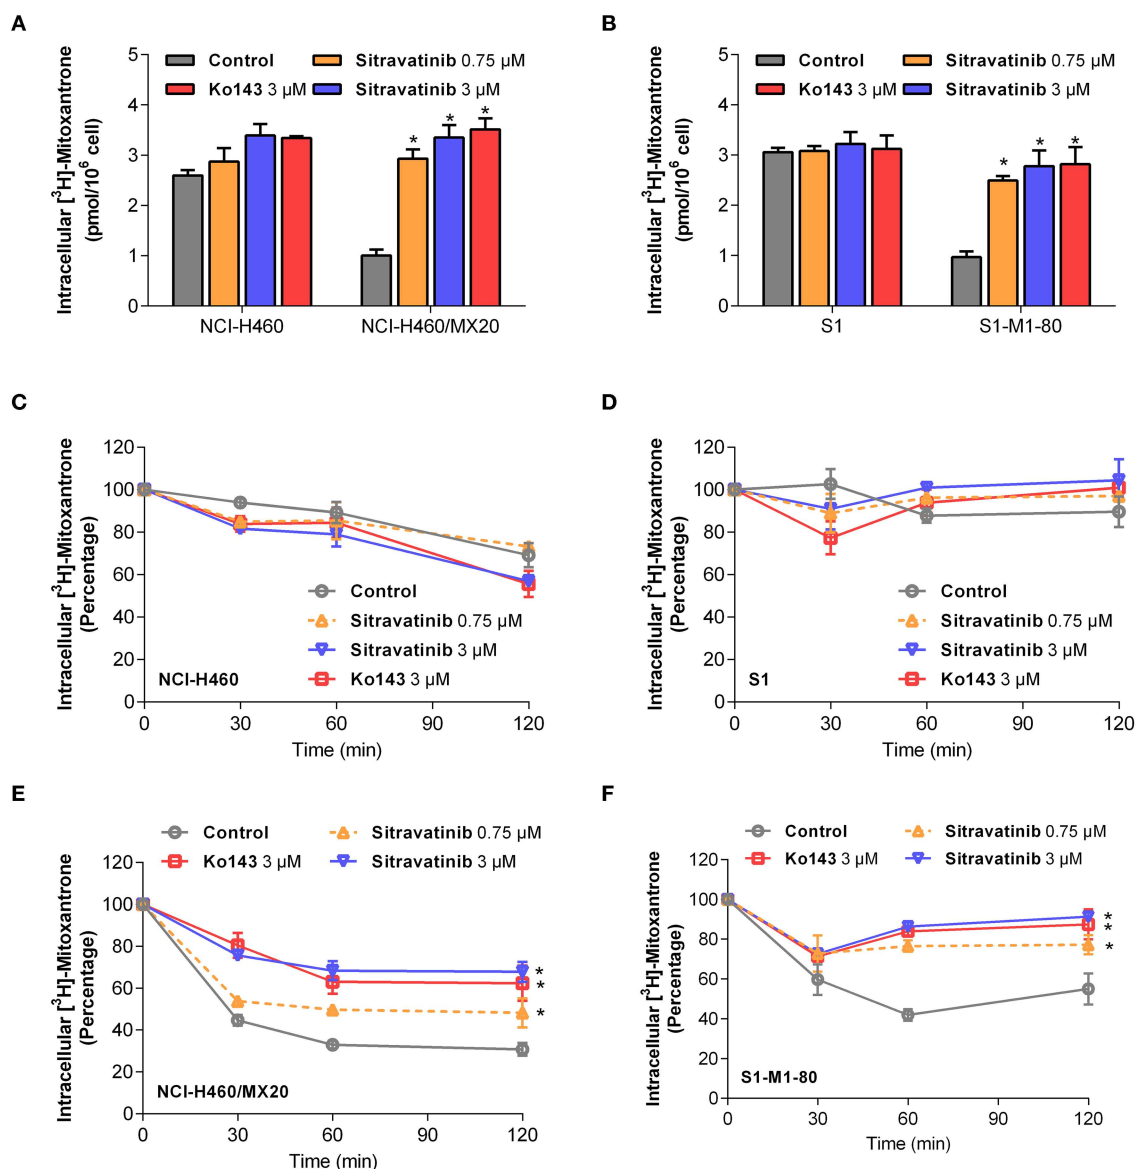 A
Intracellular [³H]-Mitoxantrone
(pmol/10⁶ cell)
5
4
3
2
1
0
Control
Sitravatinib 0.75 µM
Ko143 3 µM
Sitravatinib 3 µM
* * *
NCI-H460
NCI-H460/MX20
B
Intracellular [³H]-Mitoxantrone
(pmol/10⁶ cell)
5
4
3
2
1
0
Control
Sitravatinib 0.75 µM
Ko143 3 µM
Sitravatinib 3 µM
* * *
S1
S1-M1-80
C
Intracellular [³H]-Mitoxantrone
(Percentage)
120
100
80
60
40
20
0
Control
Sitravatinib 0.75 µM
Sitravatinib 3 µM
Ko143 3 µM
NCI-H460
0 30 60 90 120
Time (min)
D
Intracellular [³H]-Mitoxantrone
(Percentage)
120
100
80
60
40
20
0
Control
Sitravatinib 0.75 µM
Sitravatinib 3 µM
Ko143 3 µM
S1
0 30 60 90 120
Time (min)
E
Intracellular [³H]-Mitoxantrone
(Percentage)
Control
Sitravatinib 0.75 µM
Ko143 3 µM
Sitravatinib 3 µM
120
100
80
60
40
20
0
*
*
*
NCI-H460/MX20
0 30 60 90 120
Time (min)
F
Intracellular [³H]-Mitoxantrone
(Percentage)
Control
Sitravatinib 0.75 µM
Ko143 3 µM
Sitravatinib 3 µM
120
100
80
60
40
20
0
*
*
*
S1-M1-80
0 30 60 90 120
Time (min)